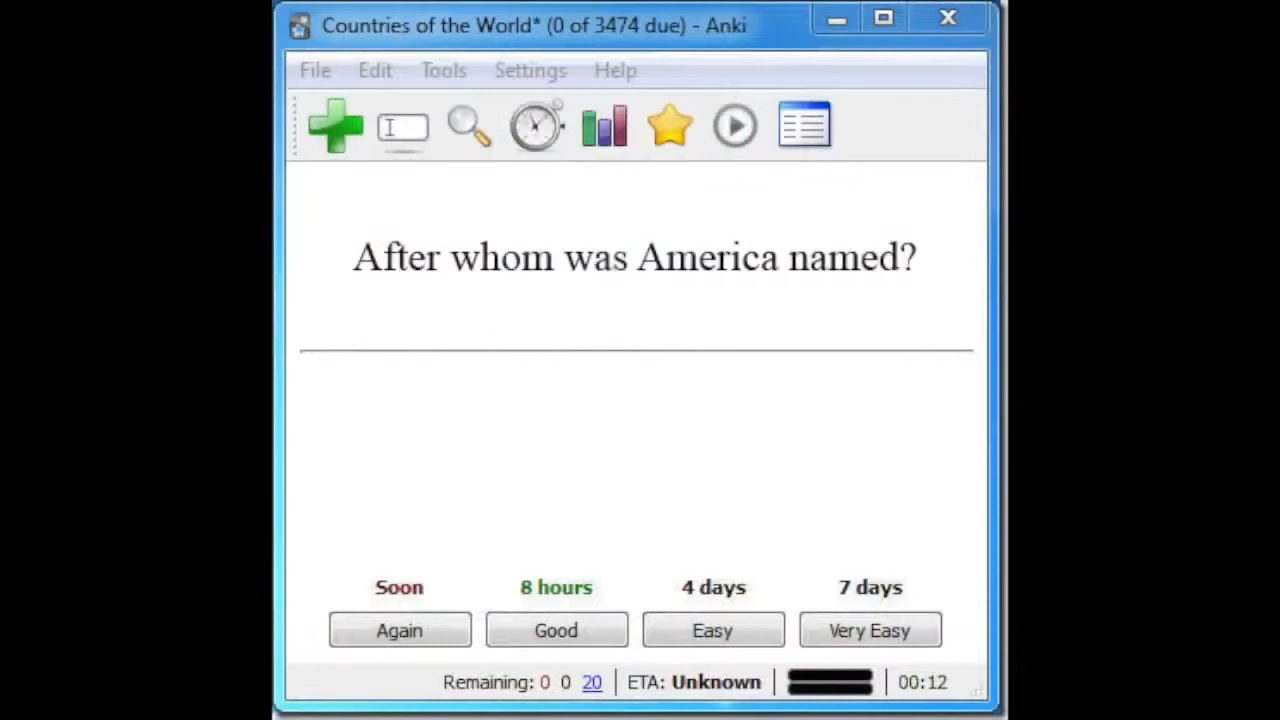 Countries of the World* (0 of 3474 due) - Anki
File Edit Tools Settings Help
After whom was America named?
Soon 8 hours 4 days 7 days
Again Good Easy Very Easy
Remaining: 0 0 20 ETA: Unknown 00:12